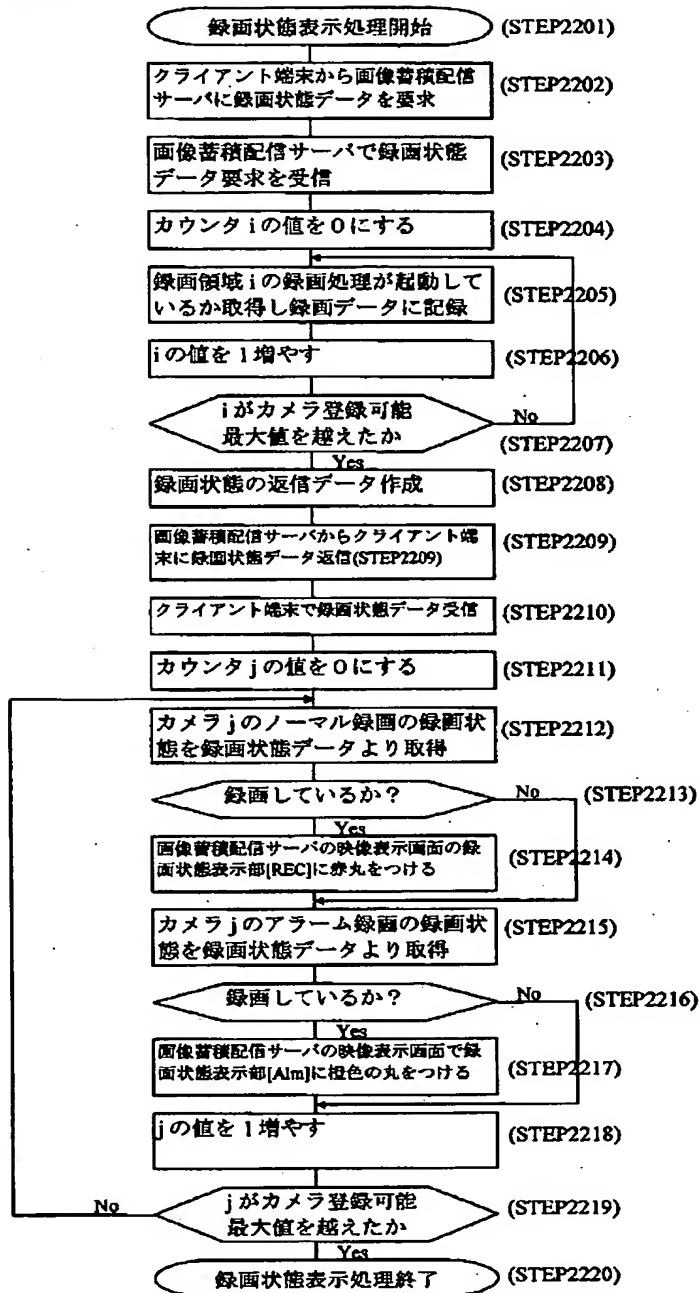 録画状態表示処理開始 (STEP2201)
クライアント端末から画像蓄積配信
サーバに録画状態データを要求
(STEP2202)
画像蓄積配信サーバで録画状態
データ要求を受信
(STEP2203)
カウンタiの値を0にする (STEP2204)
録画領域iの録画処理が起動して
いるか取得し録画データに記録
(STEP2205)
iの値を1増やす (STEP2206)
iがカメラ登録可能
最大値を越えたか
No
(STEP2207)
Yes
録画状態の返信データ作成 (STEP2208)
画像蓄積配信サーバからクライアント端
末に録画状態データ返信(STEP2209)
(STEP2209)
クライアント端末で録画状態データ受信 (STEP2210)
カウンタjの値を0にする (STEP2211)
カメラjのノーマル録画の録画状
態を録画状態データより取得
(STEP2212)
録画しているか? No (STEP2213)
Yes
画像蓄積配信サーバの映像表示画面の録
画状態表示部[REC]に赤丸をつける
(STEP2214)
カメラjのアラーム録画の録画状
態を録画状態データより取得
(STEP2215)
録画しているか? No (STEP2216)
Yes
画像蓄積配信サーバの映像表示画面で録
画状態表示部[Alm]に橙色の丸をつける
(STEP2217)
jの値を1増やす (STEP2218)
No
jがカメラ登録可能
最大値を越えたか
(STEP2219)
Yes
録画状態表示処理終了 (STEP2220)